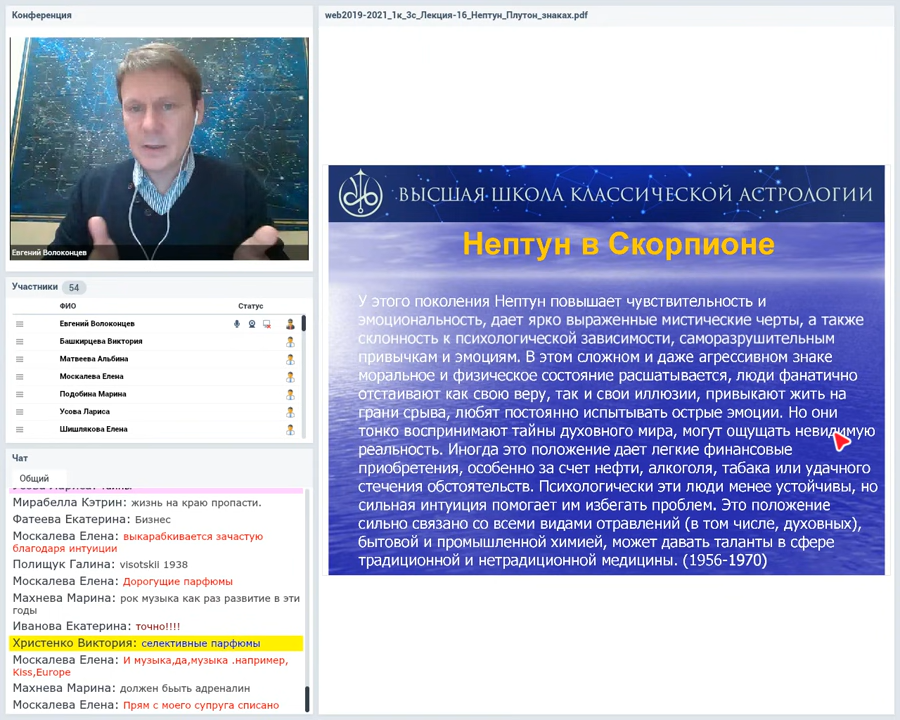 Конференция
Евгений Волоконцев
Участники 54
ФИО Статус
Евгений Волоконцев
Башкирцева Виктория
Матвеева Альбина
Москалева Елена
Подобина Марина
Усова Лариса
Шишлякова Елена
Чат
Общий
Мирабелла Кэтрин: жизнь на краю пропасти.
Фатеева Екатерина: Бизнес
Москалева Елена: выкарабкивается зачастую
благодаря интуиции
Полищук Галина: visotskii 1938
Москалева Елена: Дорогущие парфюмы
Махнева Марина: рок музыка как раз развитие в эти
годы
Иванова Екатерина: точно!!!!
Христенко Виктория: селективные парфюмы
Москалева Елена: И музыка,да,музыка .например,
Kiss,Europe
Махнева Марина: должен быыть адреналин
Москалева Елена: Прям с моего супруга списано
web2019-2021_1к_3с_Лекция-16_Нептун_Плутон_знаках.pdf
ВЫСШАЯ ШКОЛА КЛАССИЧЕСКОЙ АСТРОЛОГИИ
Нептун в Скорпионе
У этого поколения Нептун повышает чувствительность и
эмоциональность, дает ярко выраженные мистические черты, а также
склонность к психологической зависимости, саморазрушительным
привычкам и эмоциям. В этом сложном и даже агрессивном знаке
моральное и физическое состояние расшатывается, люди фанатично
отстаивают как свою веру, так и свои иллюзии, привыкают жить на
грани срыва, любят постоянно испытывать острые эмоции. Но они
тонко воспринимают тайны духовного мира, могут ощущать невидимую
реальность. Иногда это положение дает легкие финансовые
приобретения, особенно за счет нефти, алкоголя, табака или удачного
стечения обстоятельств. Психологически эти люди менее устойчивы, но
сильная интуиция помогает им избегать проблем. Это положение
сильно связано со всеми видами отравлений (в том числе, духовных),
бытовой и промышленной химией, может давать таланты в сфере
традиционной и нетрадиционной медицины. (1956-1970)